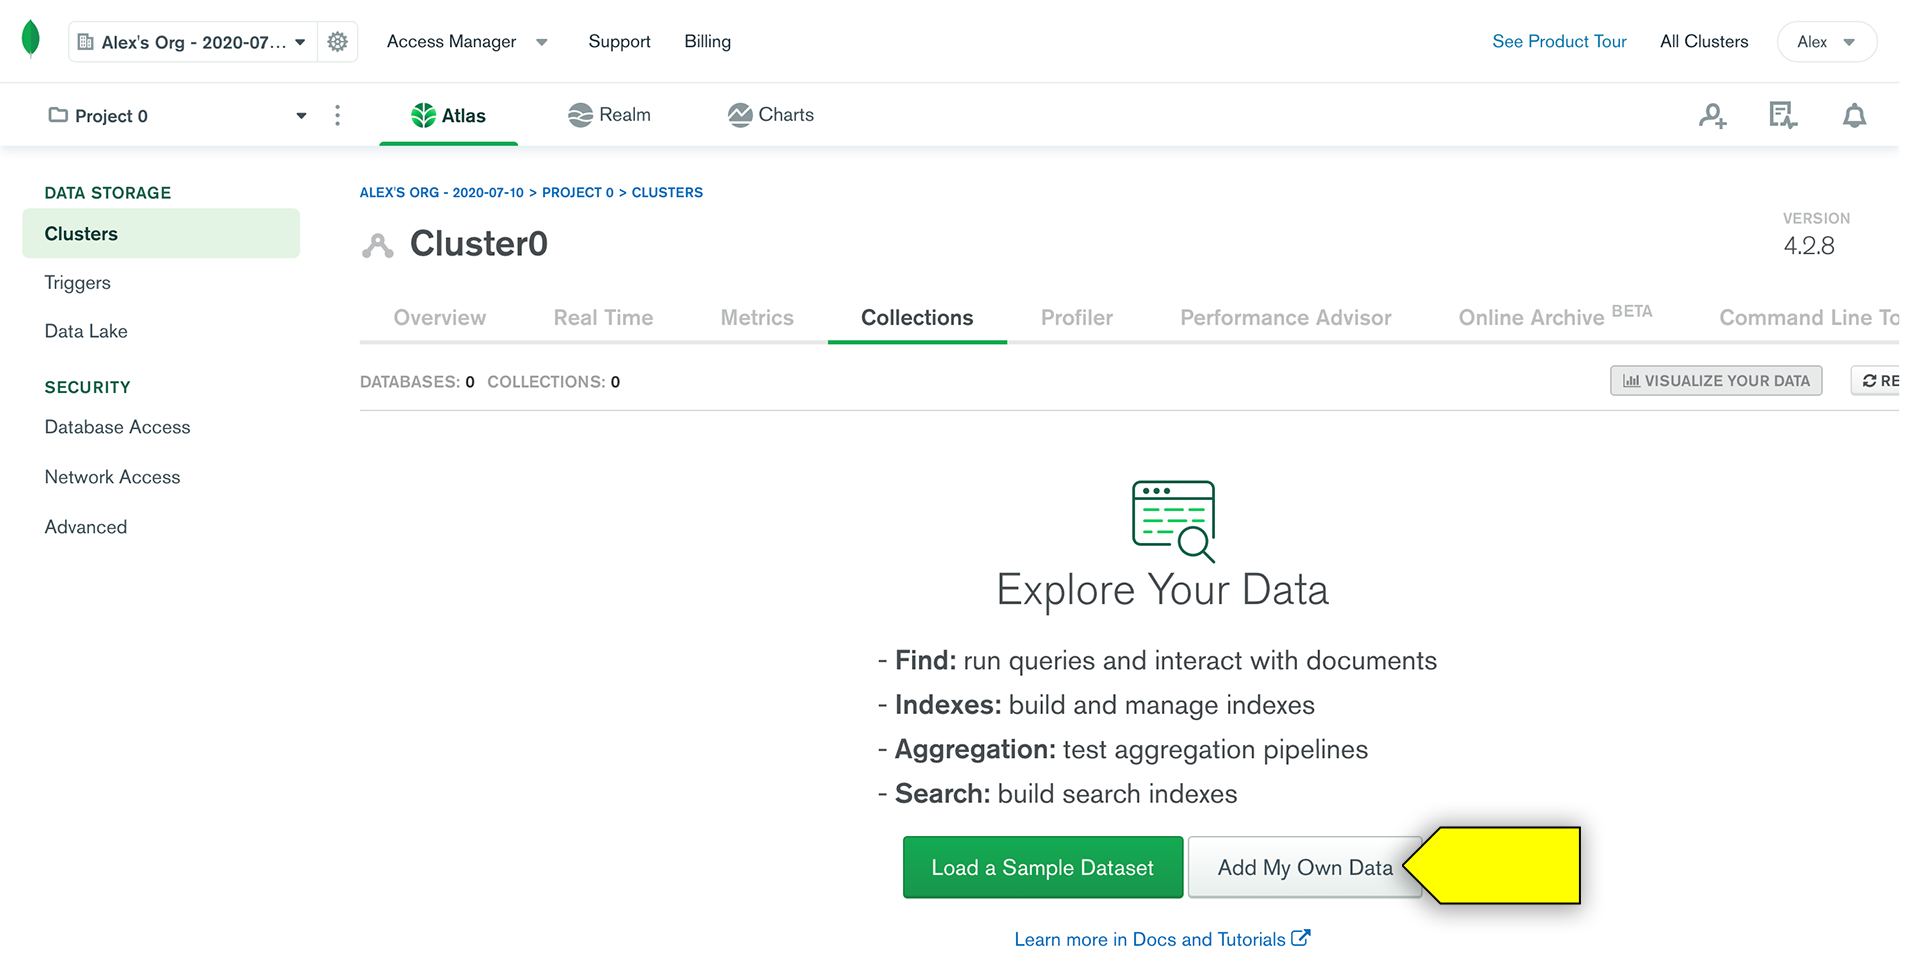 Alex's Org - 2020-07...
Access Manager
Support
Billing
See Product Tour
All Clusters
Alex
Project 0
Atlas
Realm
Charts
DATA STORAGE
Clusters
Triggers
Data Lake
SECURITY
Database Access
Network Access
Advanced
ALEX'S ORG - 2020-07-10 > PROJECT 0 > CLUSTERS
Cluster0
VERSION
4.2.8
Overview
Real Time
Metrics
Collections
Profiler
Performance Advisor
Online Archive BETA
Command Line To
DATABASES: 0 COLLECTIONS: 0
VISUALIZE YOUR DATA
RE
Explore Your Data
- Find: run queries and interact with documents
- Indexes: build and manage indexes
- Aggregation: test aggregation pipelines
- Search: build search indexes
Load a Sample Dataset
Add My Own Data
Learn more in Docs and Tutorials